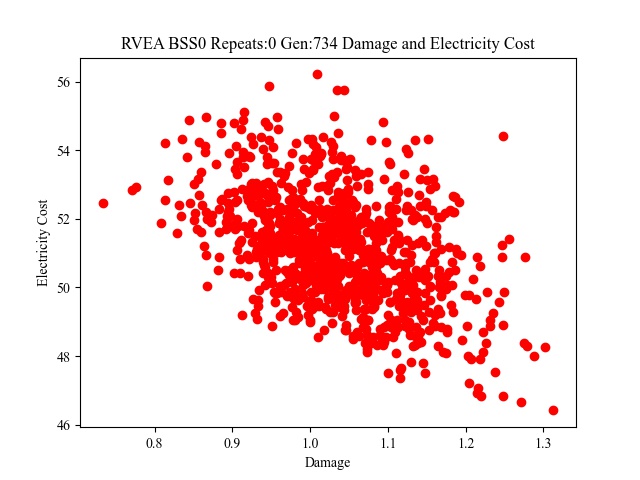 RVEA BSS0 Repeats:0 Gen:734 Damage and Electricity Cost
56
54
52
50
48
46
Electricity Cost
0.8 0.9 1.0 1.1 1.2 1.3
Damage